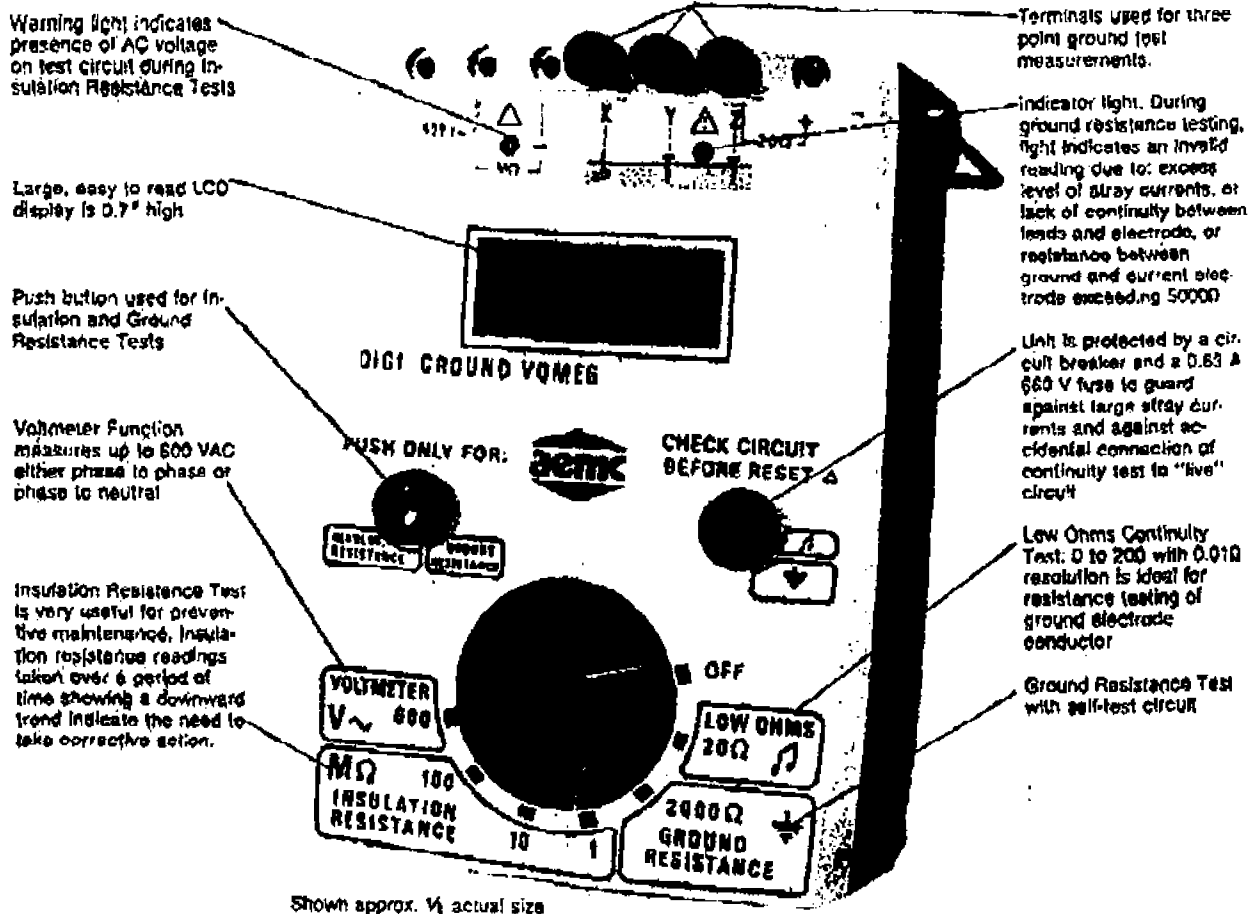 Warning light indicates
presence of AC voltage
on test circuit during In-
sulation Resistance Tests
Large, easy to read LCD
display is 0.7" high
Push button used for In-
sulation and Ground
Resistance Tests
Voltmeter Function
measures up to 600 VAC
either phase to phase or
phase to neutral
Insulation Resistance Test
is very useful for preven-
tive maintenance. Insula-
tion resistance readings
taken over a period of
time showing a downward
trend indicate the need to
take corrective action.
Terminals used for three
point ground test
measurements.
Indicator light. During
ground resistance testing,
light indicates an invalid
reading due to: excess
level of stray currents, or
lack of continuity between
leads and electrode, or
resistance between
ground and current elec-
trode exceeding 5000Ω
Unit is protected by a cir-
cuit breaker and a 0.63 A
660 V fuse to guard
against large stray cur-
rents and against ac-
cidental connection of
continuity test to "live"
circuit
Low Ohms Continuity
Test: 0 to 20Ω with 0.01Ω
resolution is ideal for
resistance testing of
ground electrode
conductor
Ground Resistance Test
with self-test circuit
X Y Z
MΩ 20Ω +
DIGI GROUND VOMEG
PUSH ONLY FOR:
aemc
CHECK CIRCUIT
BEFORE RESET
RESISTANCE
RESISTANCE
OFF
VOLTMETER
V~ 600
LOW OHMS
20Ω
MΩ 100
INSULATION
RESISTANCE
10
1
2000Ω
GROUND
RESISTANCE
Shown approx. ½ actual size